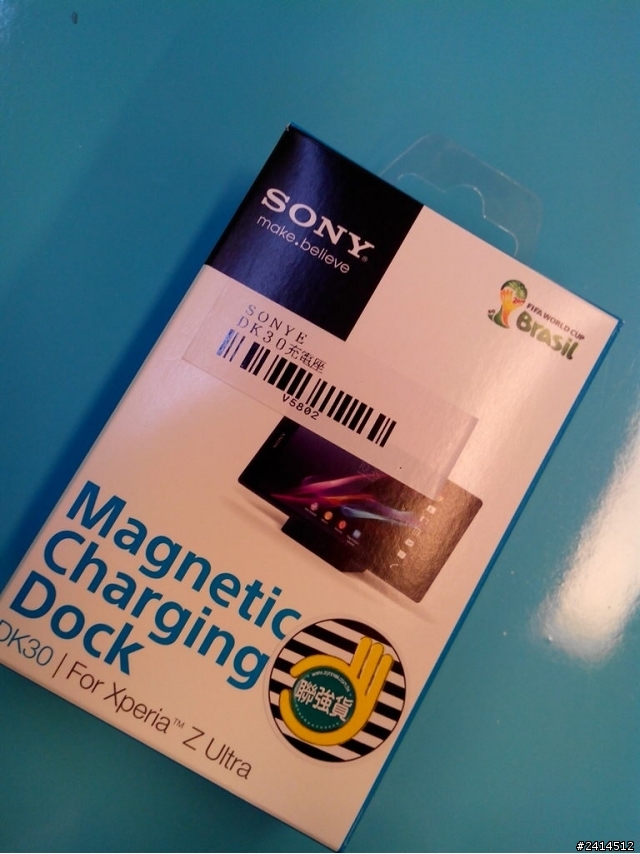 SONY
make.believe
FIFA WORLD CUP
Brasil
SONYE
DK30充電座
V5802
Magnetic
Charging
Dock
DK30 | For Xperia™ Z Ultra
聯強貨
#2414512